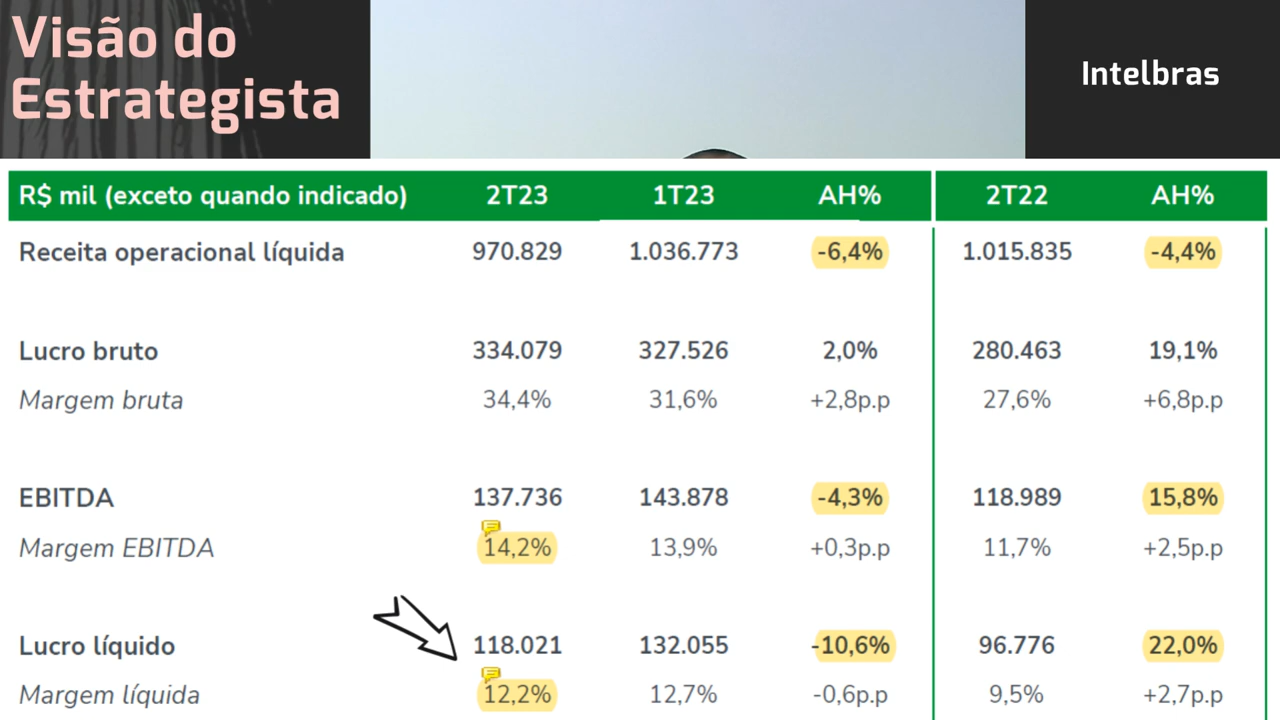 Visão do
Estrategista
Intelbras
R$ mil (exceto quando indicado) 2T23 1T23 AH% 2T22 AH%
Receita operacional líquida 970.829 1.036.773 -6,4% 1.015.835 -4,4%
Lucro bruto 334.079 327.526 2,0% 280.463 19,1%
Margem bruta 34,4% 31,6% +2,8p.p 27,6% +6,8p.p
EBITDA 137.736 143.878 -4,3% 118.989 15,8%
Margem EBITDA 14,2% 13,9% +0,3p.p 11,7% +2,5p.p
Lucro líquido 118.021 132.055 -10,6% 96.776 22,0%
Margem líquida 12,2% 12,7% -0,6p.p 9,5% +2,7p.p